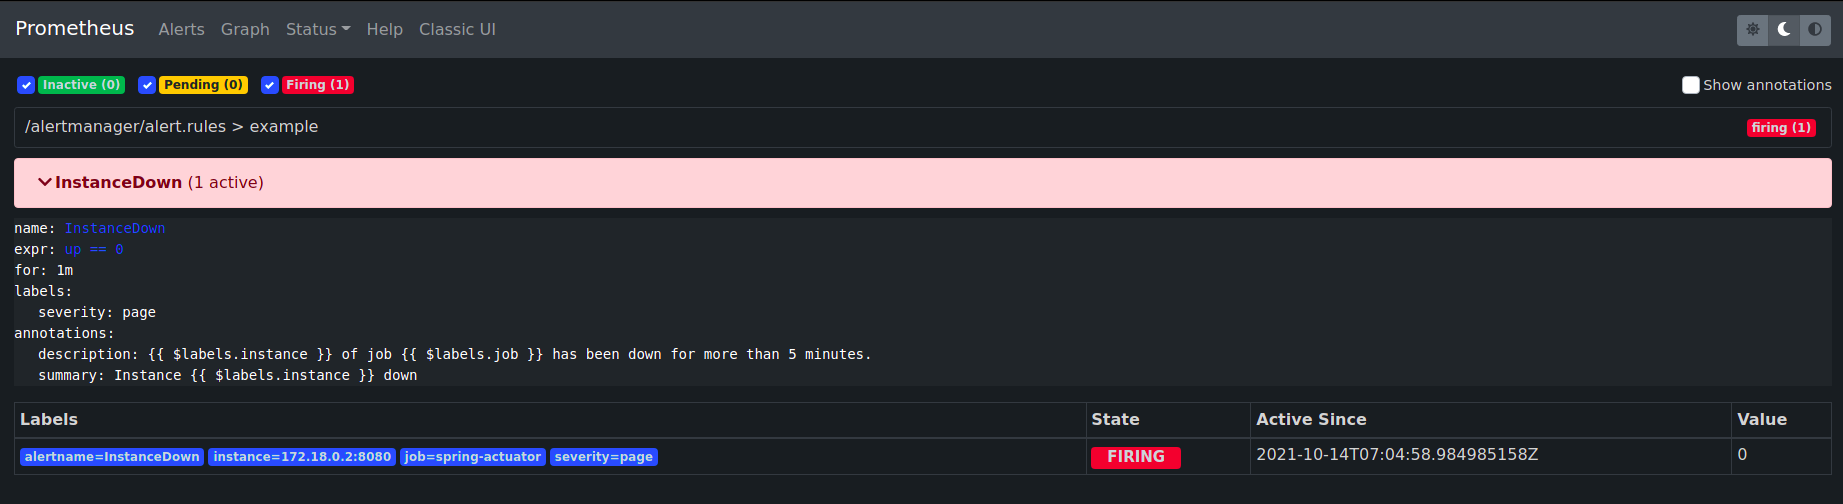 Prometheus Alerts Graph Status Help Classic UI
Inactive (0) Pending (0) Firing (1) Show annotations
/alertmanager/alert.rules > example firing (1)
InstanceDown (1 active)
name: InstanceDown
expr: up == 0
for: 1m
labels:
severity: page
annotations:
description: {{ $labels.instance }} of job {{ $labels.job }} has been down for more than 5 minutes.
summary: Instance {{ $labels.instance }} down
Labels State Active Since Value
alertname=InstanceDown instance=172.18.0.2:8080 job=spring-actuator severity=page FIRING 2021-10-14T07:04:58.984985158Z 0